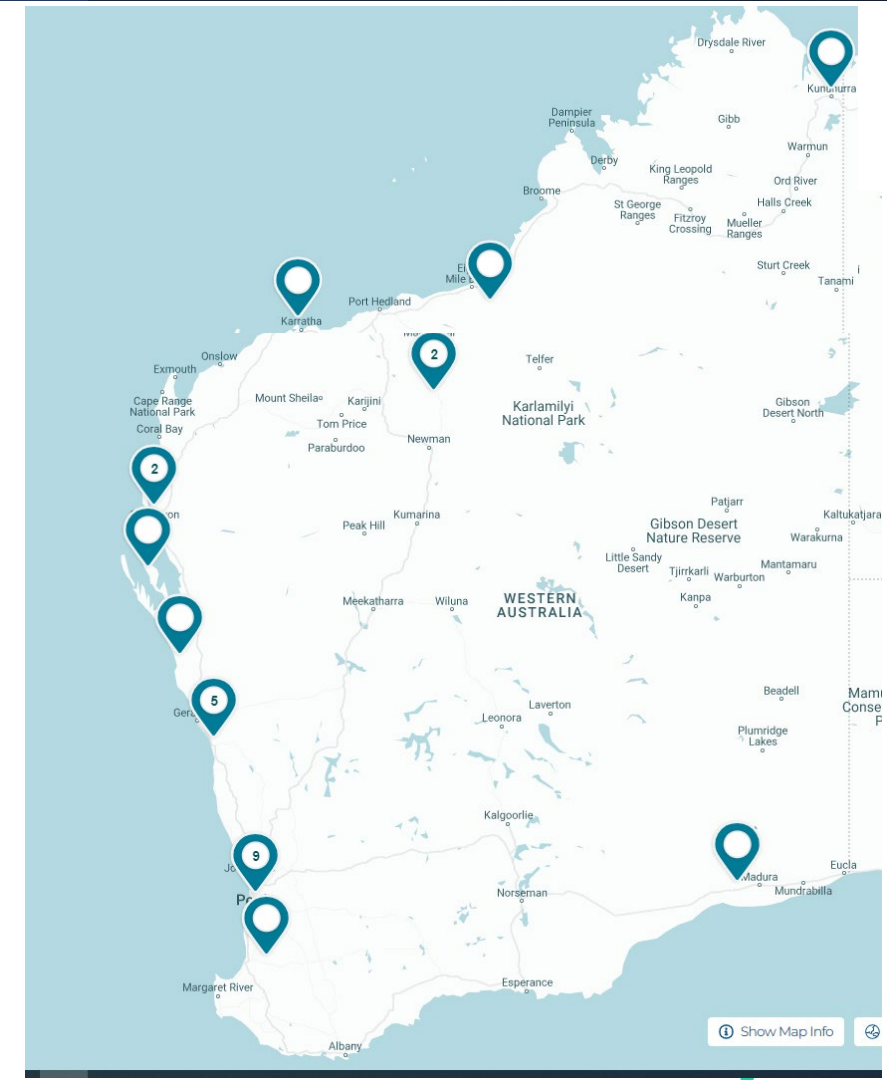 Drysdale River
Kununurra
Dampier
Peninsula
Gibb
Warmun
Derby
King Leopold
Ranges
Ord River
Broome
Halls Creek
St George
Ranges
Fitzroy
Crossing
Mueller
Ranges
Sturt Creek
Mile
Tanami
Port Hedland
Karratha
2
Onslow
Telfer
Exmouth
Cape Range
National Park
Mount Sheila
Karijini
Karlamilyi
National Park
Gibson
Desert North
Tom Price
Coral Bay
Paraburdoo
Newman
2
Patjarr
Kumarina
Kaltukatjara
Peak Hill
Gibson Desert
Nature Reserve
Warakurna
Little Sandy
Desert
Tjirrkarli
Mantamaru
Warburton
Kanpa
Meekatharra
Wiluna
WESTERN
AUSTRALIA
Beadell
5
Laverton
Leonora
Plumridge
Lakes
Kalgoorlie
9
Eucla
Madura
Mundrabilla
Norseman
Esperance
Margaret River
Albany
Show Map Info